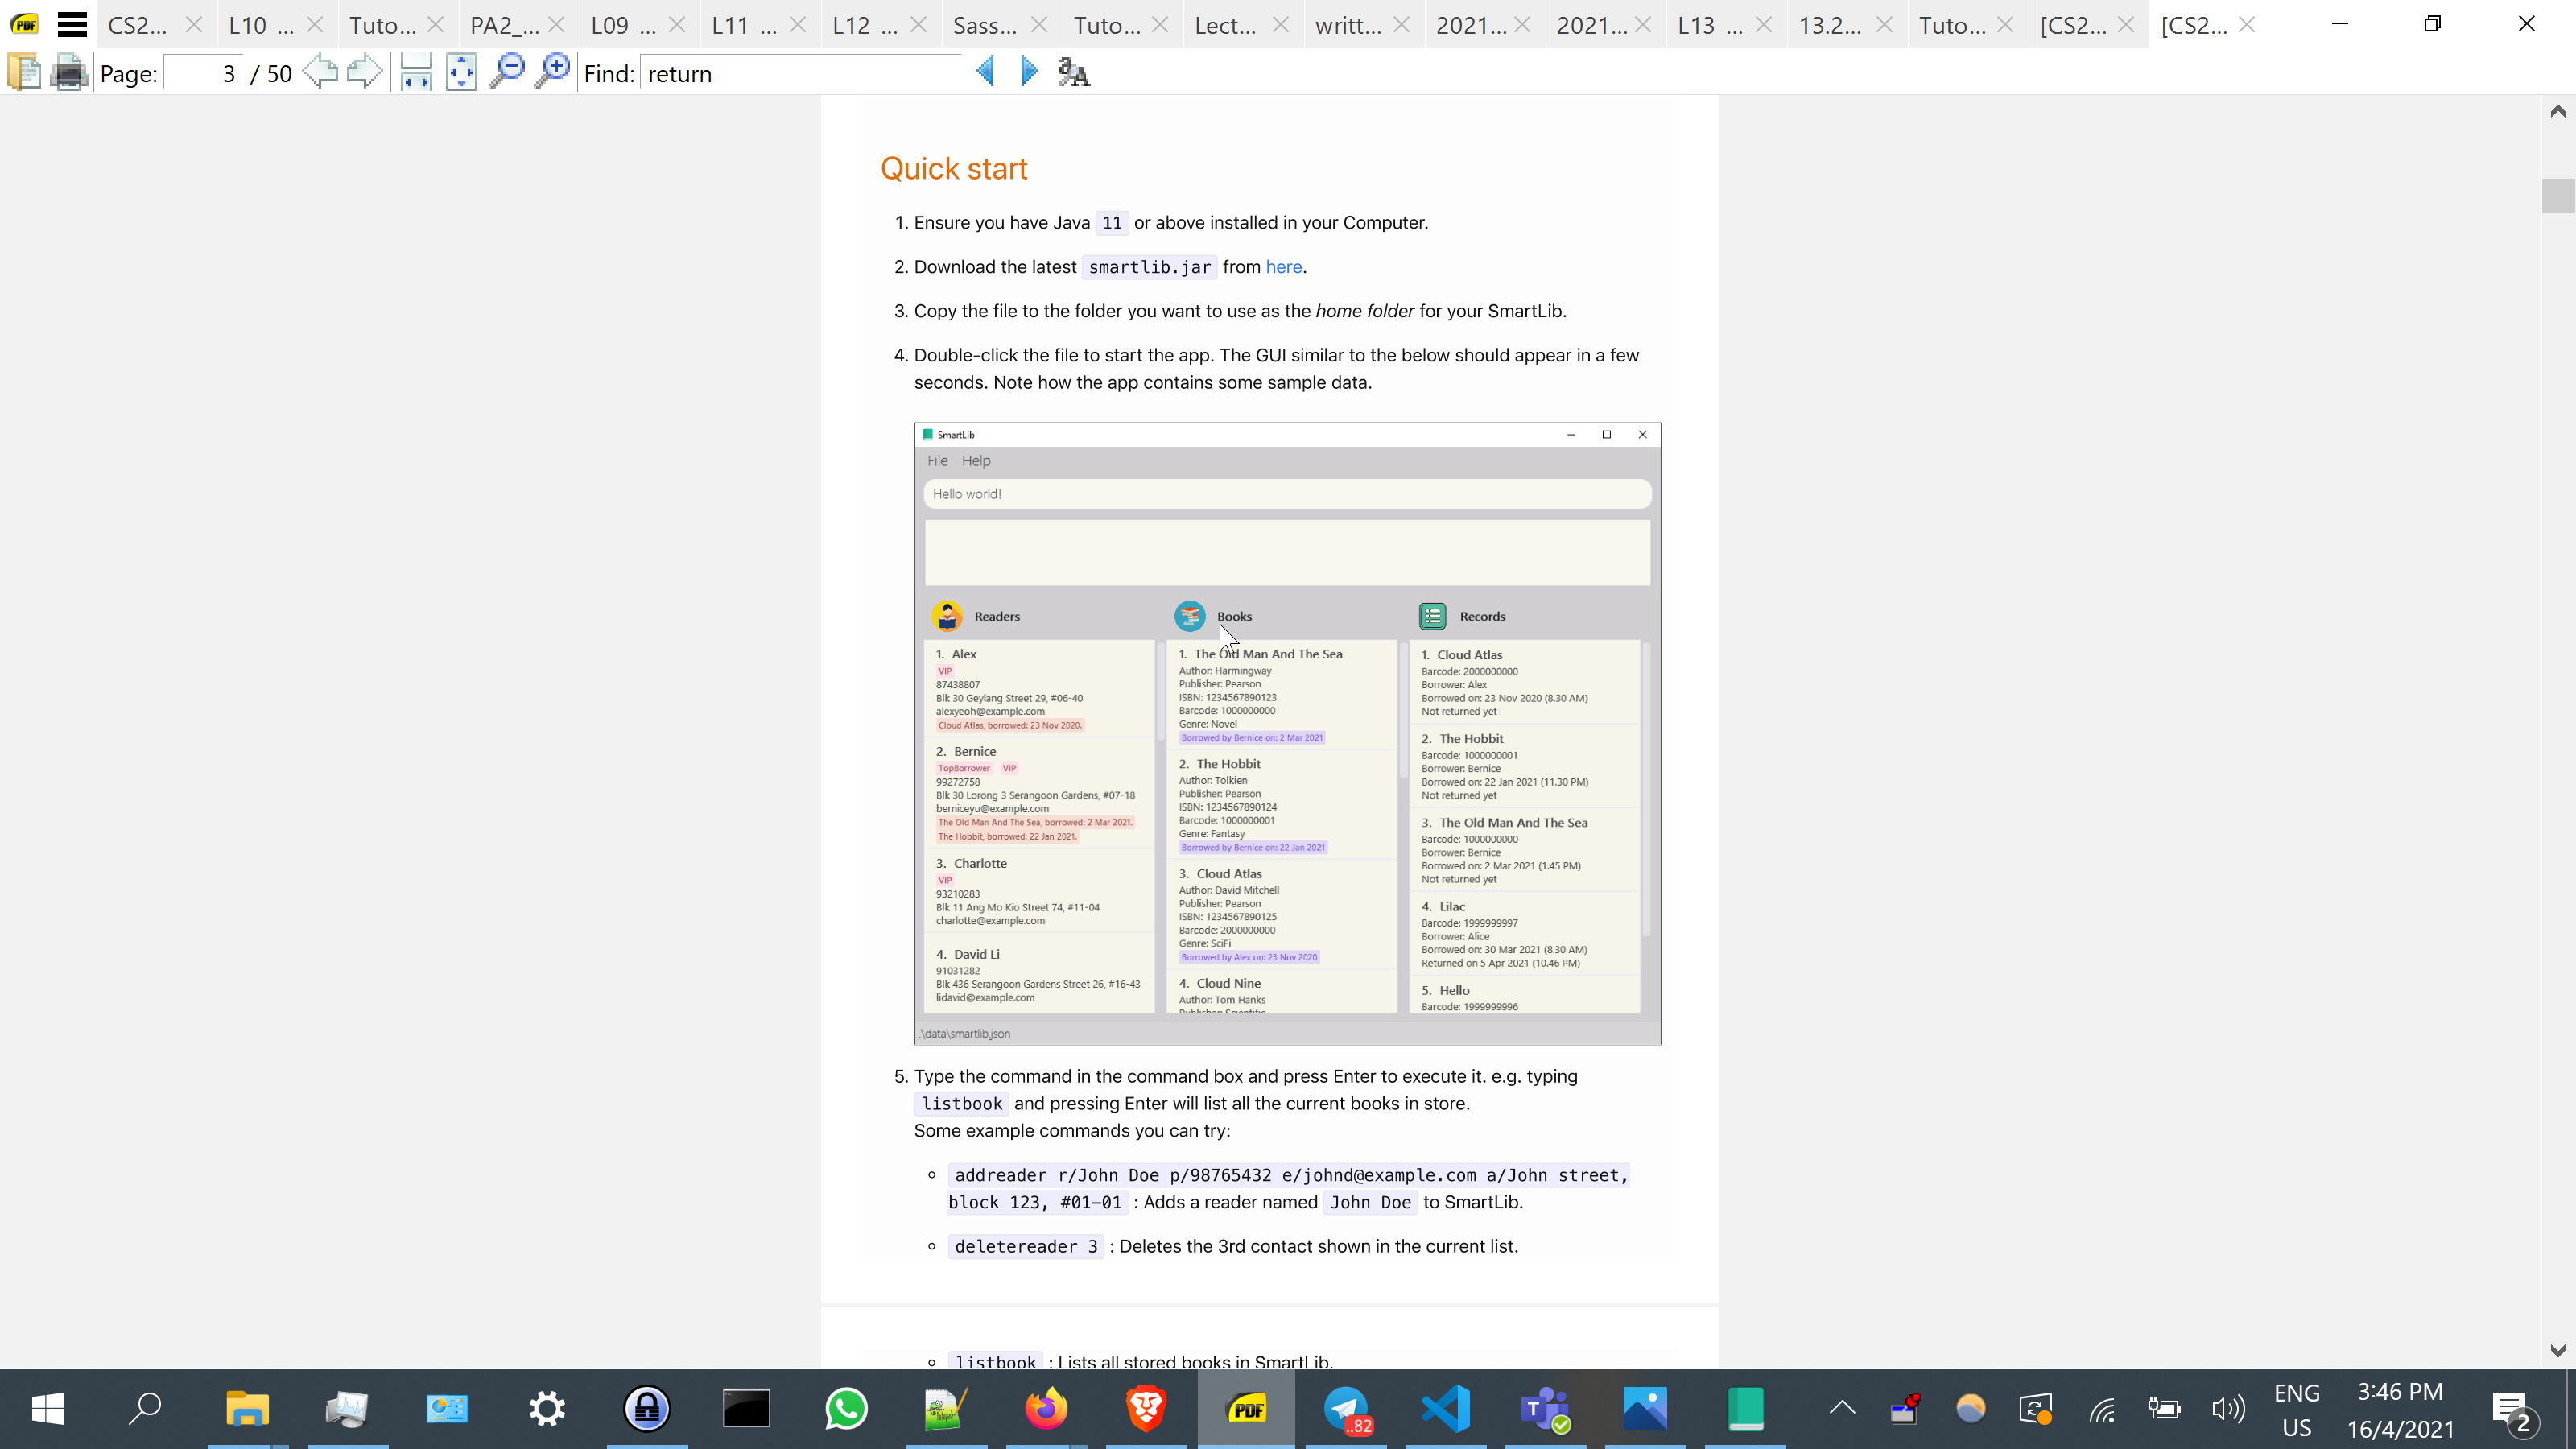 CS2...
L10-...
Tuto...
PA2_...
L09-...
L11-...
L12-...
Sass...
Tuto...
Lect...
writt...
2021...
2021...
L13-...
13.2...
Tuto...
[CS2...
[CS2...
Page: 3 / 50
Find: return
Quick start
1. Ensure you have Java 11 or above installed in your Computer.
2. Download the latest smartlib.jar from here.
3. Copy the file to the folder you want to use as the home folder for your SmartLib.
4. Double-click the file to start the app. The GUI similar to the below should appear in a few
seconds. Note how the app contains some sample data.
SmartLib
File Help
Hello world!
Readers
1. Alex
VIP
87438807
Blk 30 Geylang Street 29, #06-40
alexyeoh@example.com
Cloud Atlas, borrowed: 23 Nov 2020.
2. Bernice
TopBorrower VIP
99272758
Blk 30 Lorong 3 Serangoon Gardens, #07-18
berniceyu@example.com
The Old Man And The Sea, borrowed: 2 Mar 2021.
The Hobbit, borrowed: 22 Jan 2021.
3. Charlotte
VIP
93210283
Blk 11 Ang Mo Kio Street 74, #11-04
charlotte@example.com
4. David Li
91031282
Blk 436 Serangoon Gardens Street 26, #16-43
lidavid@example.com
Books
1. The Old Man And The Sea
Author: Harmingway
Publisher: Pearson
ISBN: 1234567890123
Barcode: 1000000000
Genre: Novel
Borrowed by Bernice on: 2 Mar 2021
2. The Hobbit
Author: Tolkien
Publisher: Pearson
ISBN: 1234567890124
Barcode: 1000000001
Genre: Fantasy
Borrowed by Bernice on: 22 Jan 2021
3. Cloud Atlas
Author: David Mitchell
Publisher: Pearson
ISBN: 1234567890125
Barcode: 2000000000
Genre: SciFi
Borrowed by Alex on: 23 Nov 2020
4. Cloud Nine
Author: Tom Hanks
Publisher: Scientific
Records
1. Cloud Atlas
Barcode: 2000000000
Borrower: Alex
Borrowed on: 23 Nov 2020 (8.30 AM)
Not returned yet
2. The Hobbit
Barcode: 1000000001
Borrower: Bernice
Borrowed on: 22 Jan 2021 (11.30 PM)
Not returned yet
3. The Old Man And The Sea
Barcode: 1000000000
Borrower: Bernice
Borrowed on: 2 Mar 2021 (1.45 PM)
Not returned yet
4. Lilac
Barcode: 1999999997
Borrower: Alice
Borrowed on: 30 Mar 2021 (8.30 AM)
Returned on 5 Apr 2021 (10.46 PM)
5. Hello
Barcode: 1999999996
.\data\smartlib.json
5. Type the command in the command box and press Enter to execute it. e.g. typing
listbook and pressing Enter will list all the current books in store.
Some example commands you can try:
addreader r/John Doe p/98765432 e/johnd@example.com a/John street,
block 123, #01-01 : Adds a reader named John Doe to SmartLib.
deletereader 3 : Deletes the 3rd contact shown in the current list.
listbook : Lists all stored books in SmartLib.
PDF
..82
ENG
US
3:46 PM
16/4/2021
2